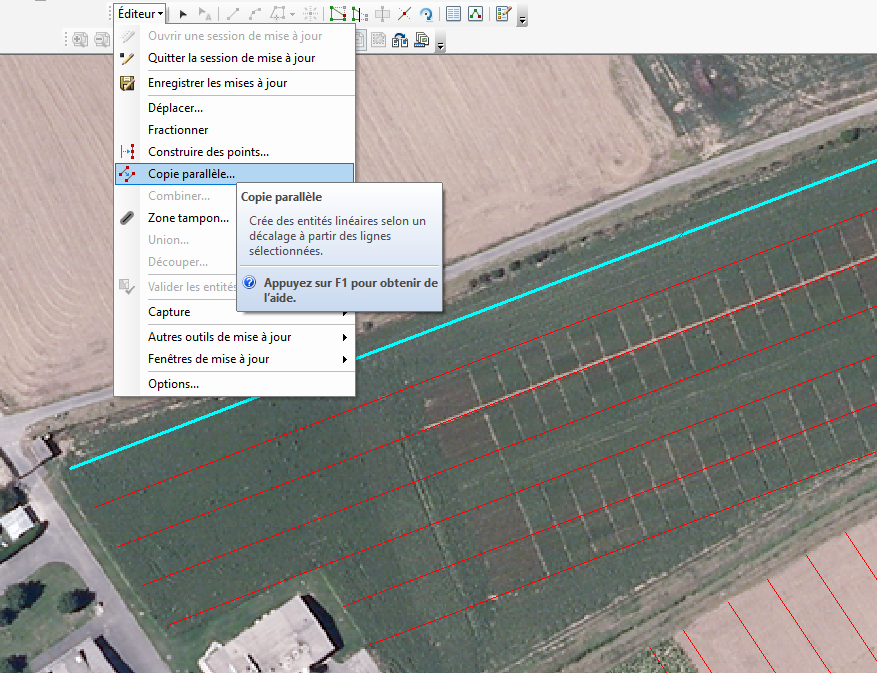 Éditeur
Ouvrir une session de mise à jour
Quitter la session de mise à jour
Enregistrer les mises à jour
Déplacer...
Fractionner
Construire des points...
Copie parallèle...
Combiner...
Zone tampon...
Union...
Découper...
Valider les entités
Capture
Autres outils de mise à jour
Fenêtres de mise à jour
Options...
Copie parallèle
Crée des entités linéaires selon un
décalage à partir des lignes
sélectionnées.
Appuyez sur F1 pour obtenir de
l'aide.